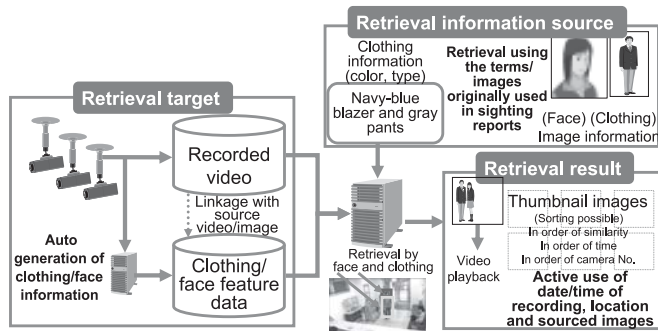 Retrieval information source
Clothing
information
(color, type)
Navy-blue
blazer and gray
pants
Retrieval using
the terms/
images
originally used
in sighting
reports
(Face) (Clothing)
Image information
Retrieval target
Recorded
video
Linkage with
source
video/image
Auto
generation of
clothing/face
information
Clothing/
face feature
data
Retrieval by
face and clothing
Retrieval result
Video
playback
Thumbnail images
(Sorting possible)
In order of similarity
In order of time
In order of camera No.
Active use of
date/time of
recording, location
and sourced images